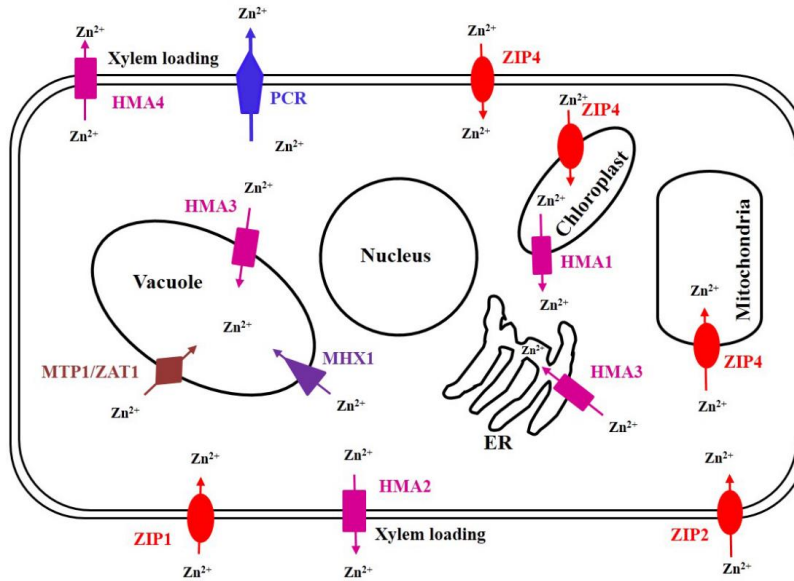 Zn²⁺
Zn²⁺
Zn²⁺
Xylem loading
ZIP4
HMA4
PCR
Zn²⁺
ZIP4
Zn²⁺
Zn²⁺
Zn²⁺
Zn²⁺
HMA3
Chloroplast
Zn²⁺
Nucleus
HMA1
Vacuole
Mitochondria
Zn²⁺
Zn²⁺
Zn²⁺
Zn²⁺
MTP1/ZAT1
MHX1
HMA3
ZIP4
Zn²⁺
Zn²⁺
Zn²⁺
Zn²⁺
ER
Zn²⁺
Zn²⁺
Zn²⁺
HMA2
ZIP1
Xylem loading
ZIP2
Zn²⁺
Zn²⁺
Zn²⁺